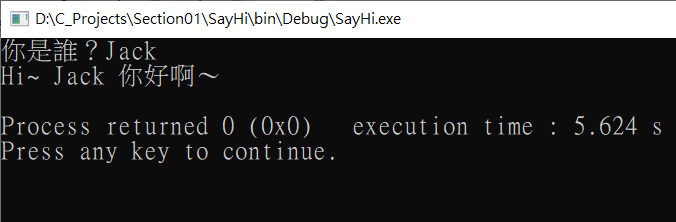 D:\C_Projects\Section01\SayHi\bin\Debug\SayHi.exe
你是誰？Jack
Hi~ Jack 你好啊～
Process returned 0 (0x0)   execution time : 5.624 s
Press any key to continue.